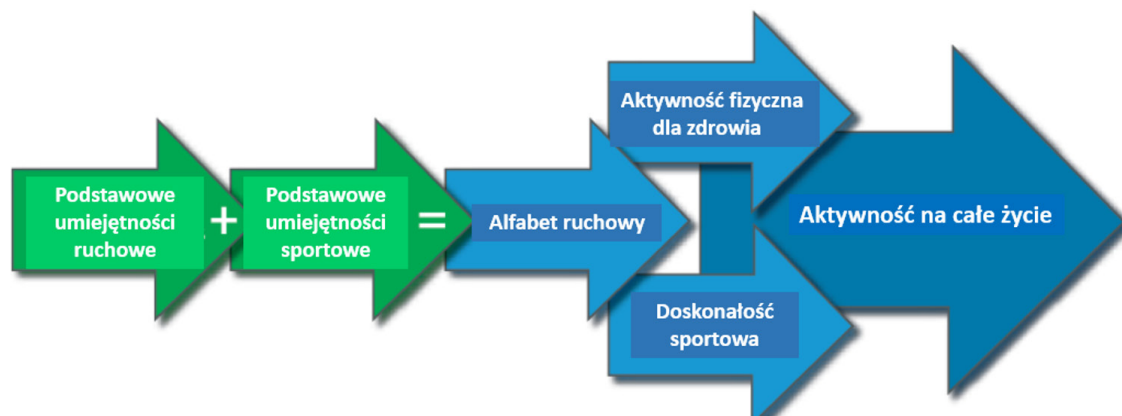 Podstawowe
umiejętności
ruchowe
+
Podstawowe
umiejętności
sportowe
=
Alfabet ruchowy
Aktywność fizyczna
dla zdrowia
Doskonałość
sportowa
Aktywność na całe życie